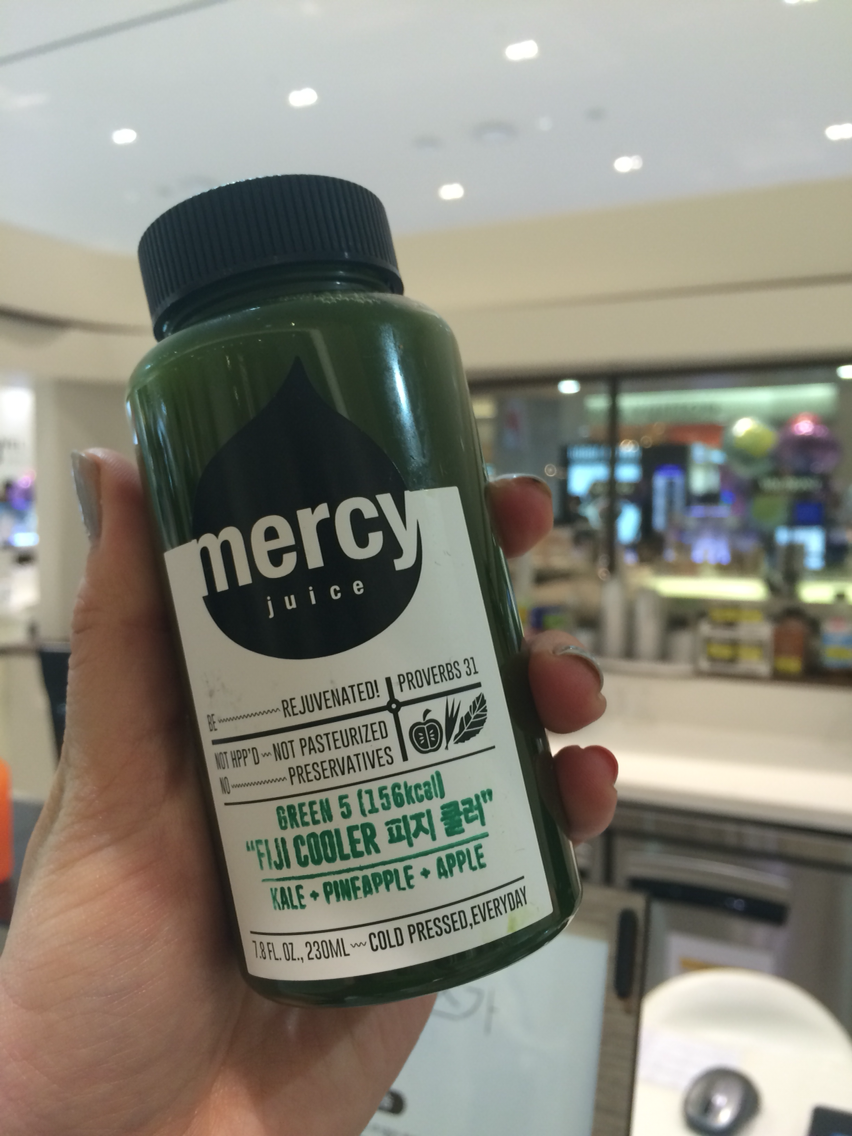 mercy
juice
BE REJUVENATED! PROVERBS 31
NOT HPP'D ~ NOT PASTEURIZED
NO PRESERVATIVES
GREEN 5 (156kcal)
"FIJI COOLER 피지 쿨러"
KALE + PINEAPPLE + APPLE
7.8 FL. OZ., 230ML ~ COLD PRESSED, EVERYDAY